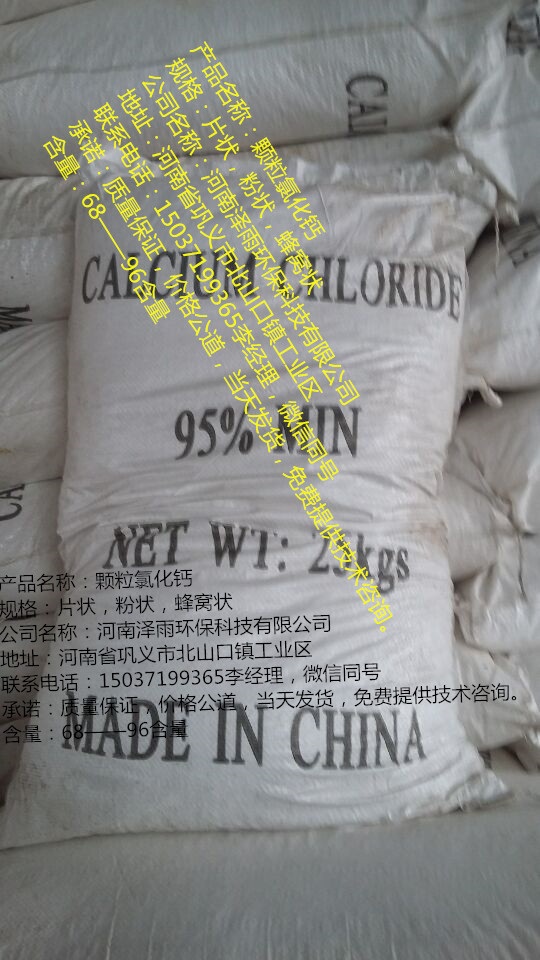 产品名称：颗粒氯化钙
规格：片状，粉状，蜂窝状
公司名称：河南泽雨环保科技有限公司
地址：河南省巩义市北山口镇工业区
联系电话：15037199365李经理，微信同号
承诺：质量保证，价格公道，当天发货，免费提供技术咨询。
含量：68——96含量
CALCIUM CHLORIDE
95% MIN
NET WT: 25kgs
MADE IN CHINA
产品名称：颗粒氯化钙
规格：片状，粉状，蜂窝状
公司名称：河南泽雨环保科技有限公司
地址：河南省巩义市北山口镇工业区
联系电话：15037199365李经理，微信同号
承诺：质量保证，价格公道，当天发货，免费提供技术咨询。
含量：68——96含量